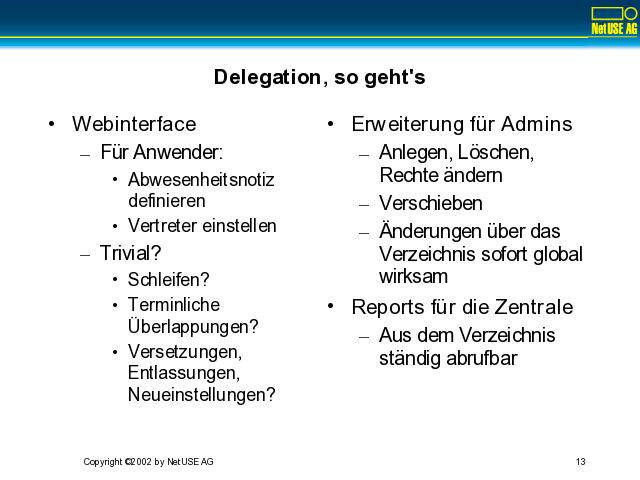 NetUSE AG
Delegation, so geht's
• Webinterface
– Für Anwender:
• Abwesenheitsnotiz
definieren
• Vertreter einstellen
– Trivial?
• Schleifen?
• Terminliche
Überlappungen?
• Versetzungen,
Entlassungen,
Neueinstellungen?
• Erweiterung für Admins
– Anlegen, Löschen,
Rechte ändern
– Verschieben
– Änderungen über das
Verzeichnis sofort global
wirksam
• Reports für die Zentrale
– Aus dem Verzeichnis
ständig abrufbar
Copyright ©2002 by NetUSE AG
13